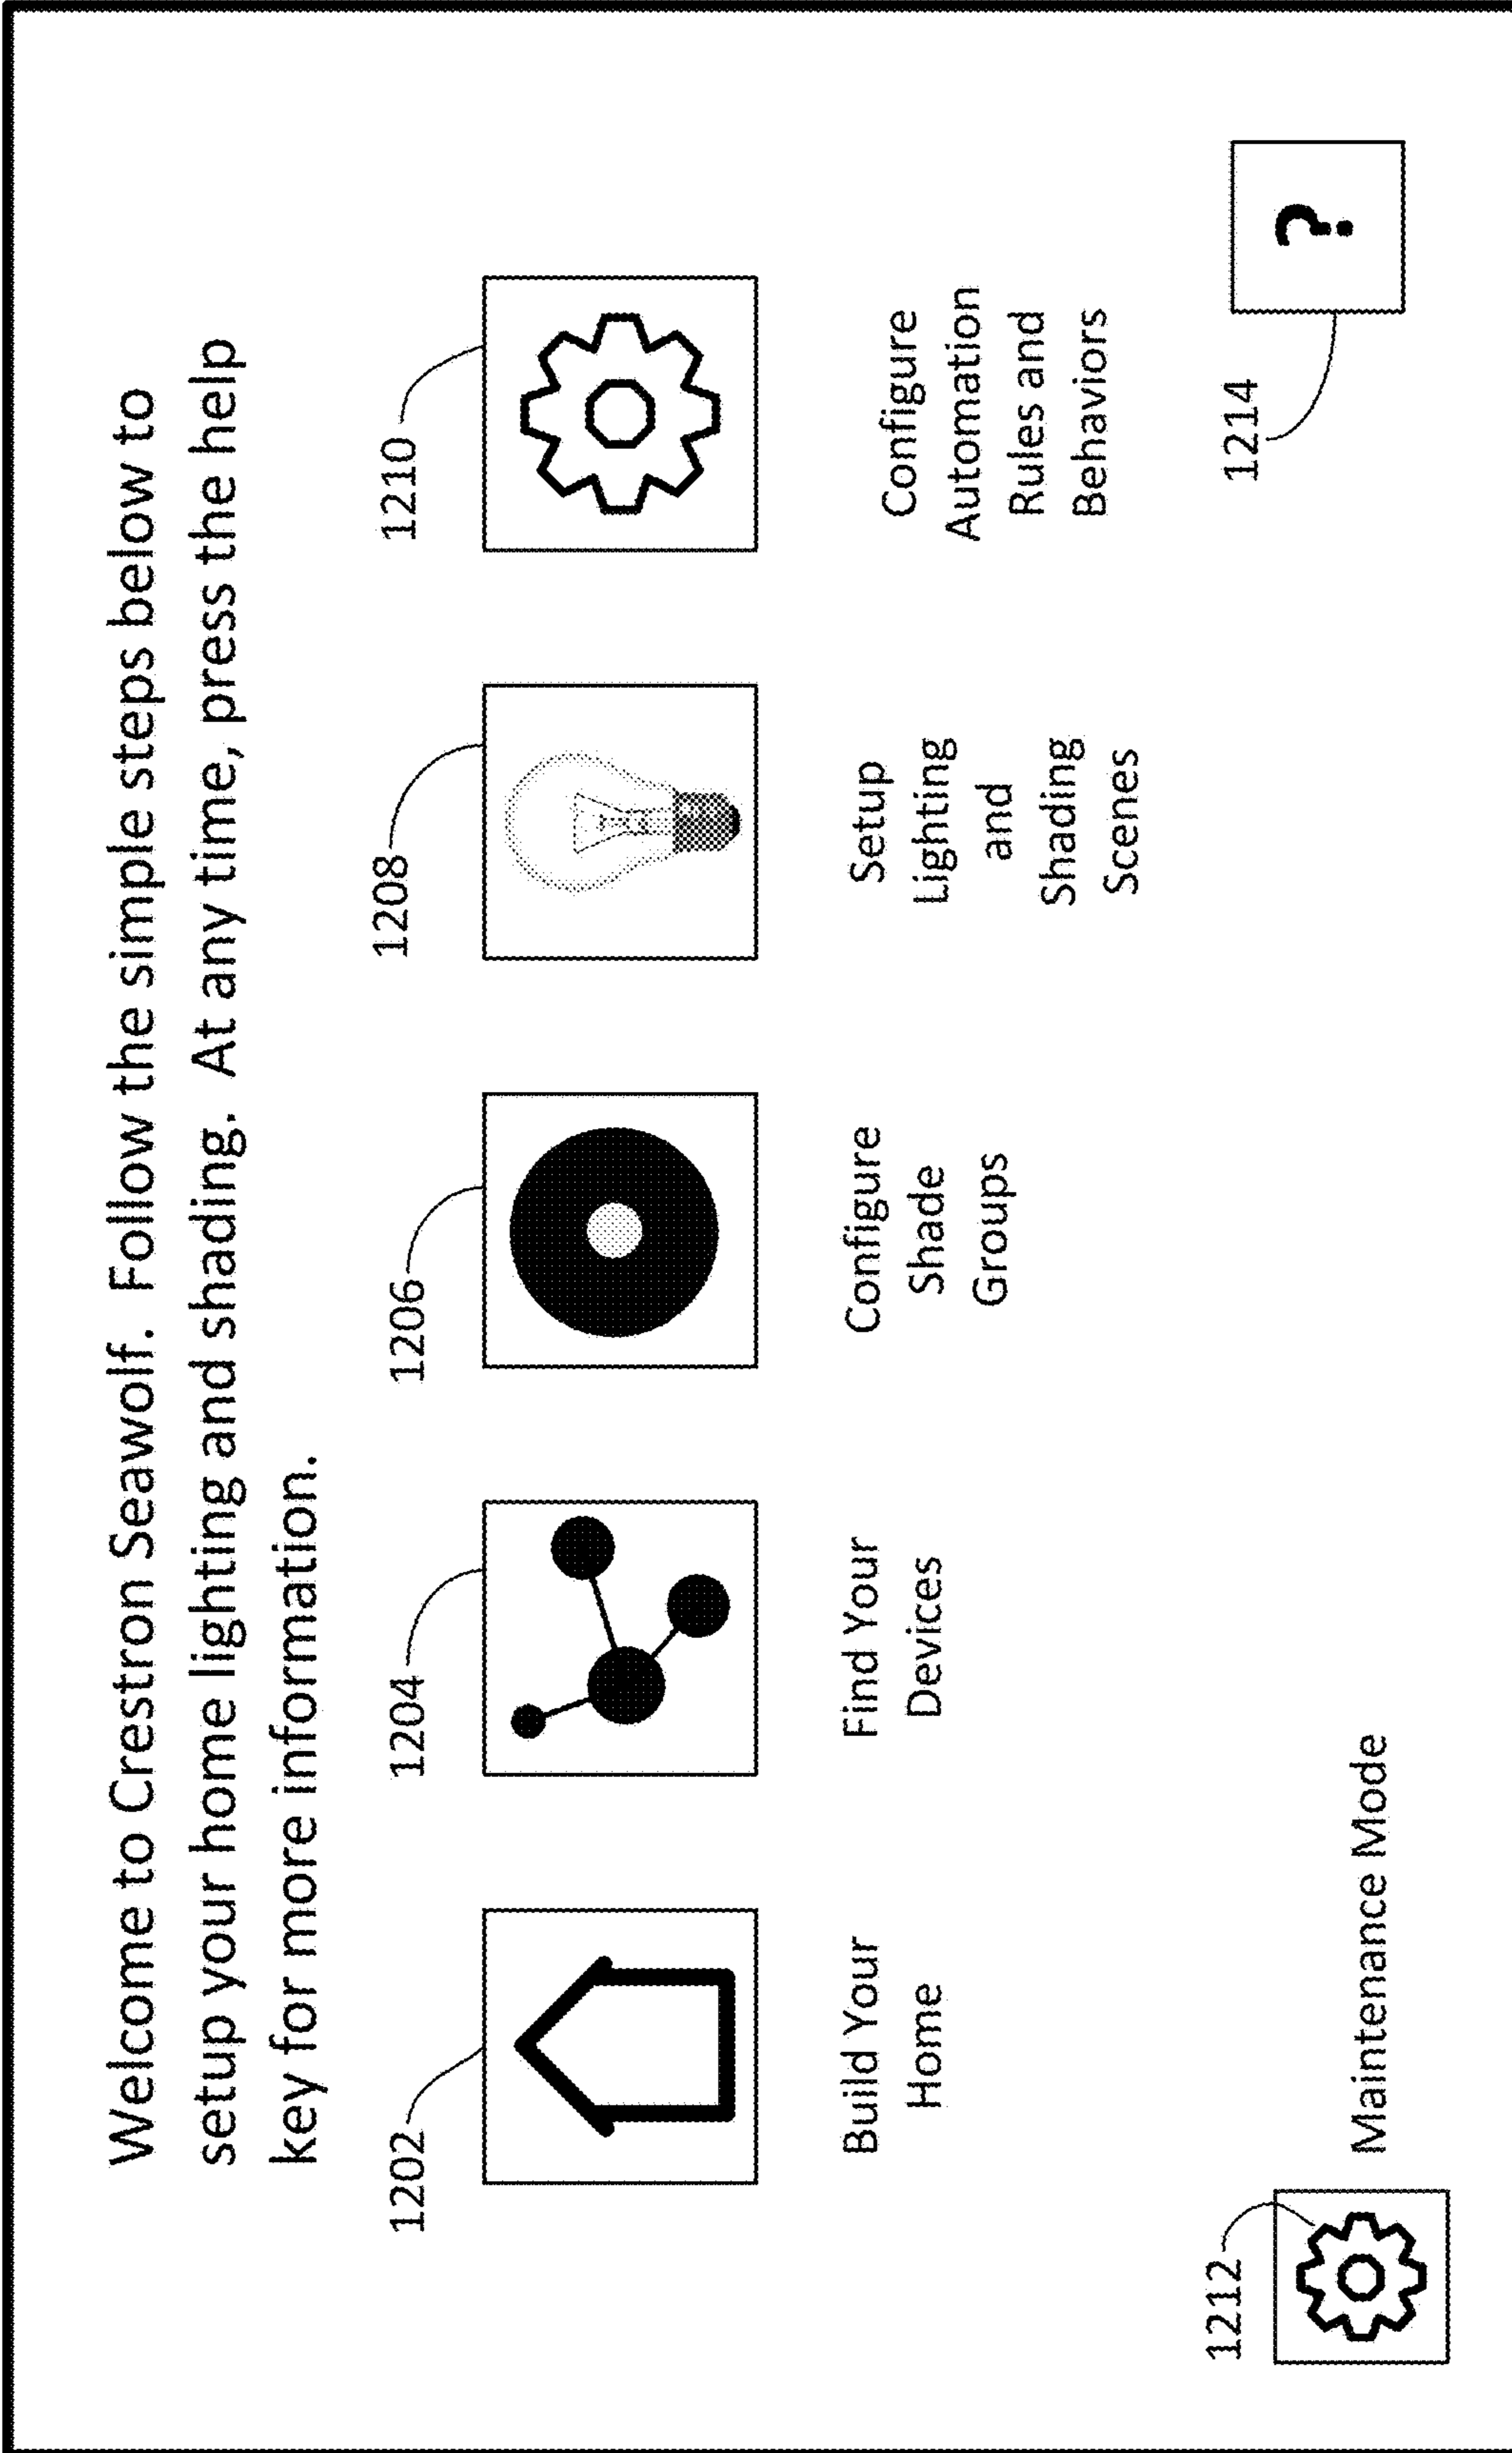 Welcome to Crestron Seawolf.  Follow the simple steps below to
setup your home lighting and shading.  At any time, press the help
key for more information.
1202
1204
1206
1208
1210
Build Your
Home
Find Your
Devices
Configure
Shade
Groups
Setup
Lighting
and
Shading
Scenes
Configure
Automation
Rules and
Behaviors
1212
Maintenance Mode
1214
?